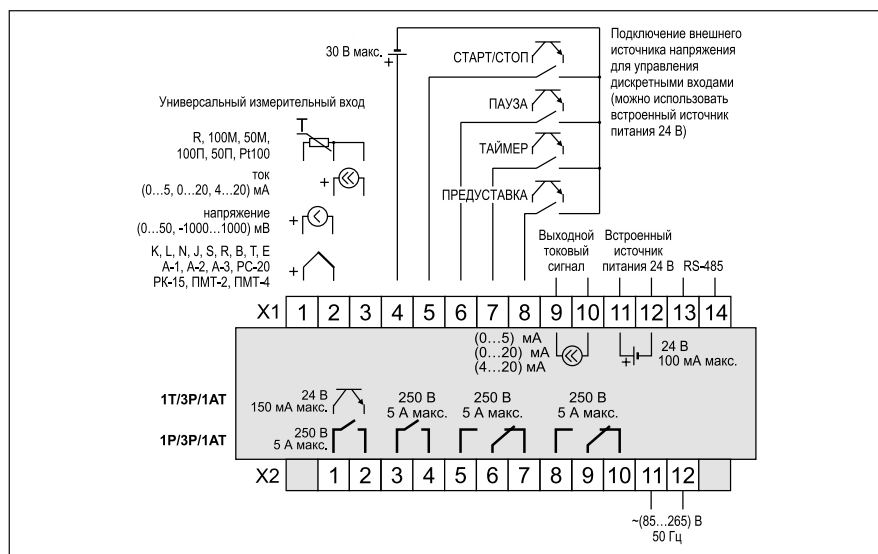 30 В макс.
+
СТАРТ/СТОП
ПАУЗА
ТАЙМЕР
ПРЕДУСТАВКА
Подключение внешнего
источника напряжения
для управления
дискретными входами
(можно использовать
встроенный источник
питания 24 В)
Универсальный измерительный вход
T
R, 100М, 50М,
100П, 50П, Pt100
ток
(0...5, 0...20, 4...20) мА
+
напряжение
(0...50, -1000...1000) мВ
+
K, L, N, J, S, R, B, T, E
А-1, А-2, А-3, РС-20
РК-15, ПМТ-2, ПМТ-4
+
Выходной
токовый
сигнал
Встроенный
источник
питания 24 В
RS-485
X1 1 2 3 4 5 6 7 8 9 10 11 12 13 14
(0...5) мА
(0...20) мА
(4...20) мА
+
24 В
100 мА макс.
1Т/3Р/1АТ
24 В
150 мА макс.
250 В
5 А макс.
250 В
5 А макс.
250 В
5 А макс.
1Р/3Р/1АТ
250 В
5 А макс.
X2 1 2 3 4 5 6 7 8 9 10 11 12
~(85...265) В
50 Гц